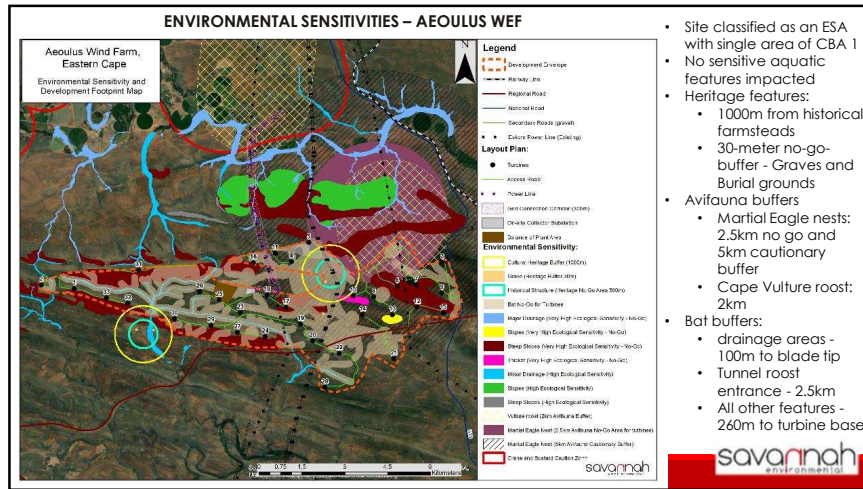 ENVIRONMENTAL SENSITIVITIES – AEOULUS WEF
Aeoulus Wind Farm,
Eastern Cape
Environmental Sensitivity and
Development Footprint Map
N
Legend
Development Envelope
Railway Line
Regional Road
National Road
Secondary Roads (gravel)
Eskom Power Line (Existing)
Layout Plan:
Turbines
Access Road
Power Line
Grid Connection Corridor (300m)
On-site Collector Substation
Balance of Plant Area
Environmental Sensitivity:
Cultural Heritage Buffer (1000m)
Graves (Heritage Buffer 30m)
Historical Structure (Heritage No-Go Area 500m)
Bat No-Go for Turbines
Major Drainage (Very High Ecological Sensitivity - No-Go)
Slopes (Very High Ecological Sensitivity - No-Go)
Steep Slopes (Very High Ecological Sensitivity - No-Go)
Thicket (Very High Ecological Sensitivity - No-Go)
Minor Drainage (High Ecological Sensitivity)
Slopes (High Ecological Sensitivity)
Steep Slopes (High Ecological Sensitivity)
Vulture roost (2km Avifauna Buffer)
Martial Eagle Nest (2.5km Avifauna No-Go Area for turbines)
Martial Eagle Nest (5km Avifauna Cautionary Buffer)
Crane and Bustard Caution Zone
Kilometers
savannah
environmental
• Site classified as an ESA
with single area of CBA 1
• No sensitive aquatic
features impacted
• Heritage features:
• 1000m from historical
farmsteads
• 30-meter no-go-
buffer - Graves and
Burial grounds
• Avifauna buffers
• Martial Eagle nests:
2.5km no go and
5km cautionary
buffer
• Cape Vulture roost:
2km
• Bat buffers:
• drainage areas -
100m to blade tip
• Tunnel roost
entrance - 2.5km
• All other features -
260m to turbine base
savannah
environmental